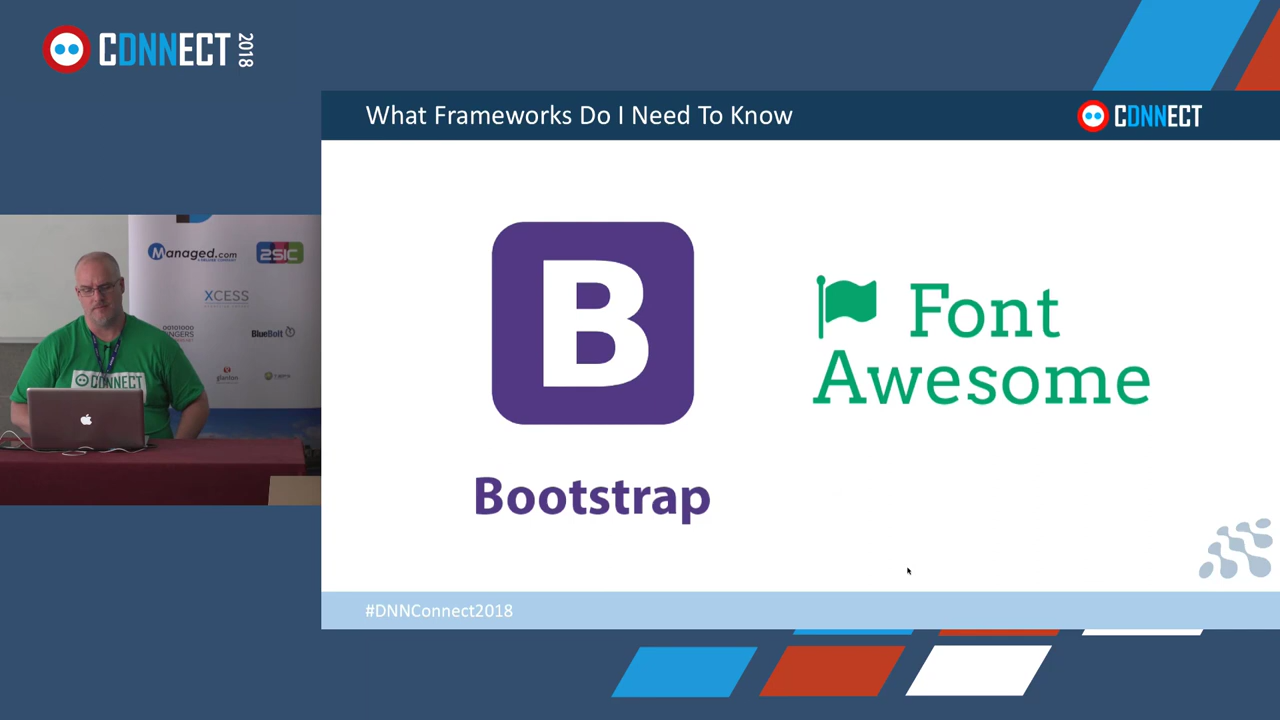 CDNNECT 2018
What Frameworks Do I Need To Know
CDNNECT
Managed.com
2SIC
XCESS
BlueBolt
glanton
CDNNECT
B
Font
Awesome
Bootstrap
#DNNConnect2018